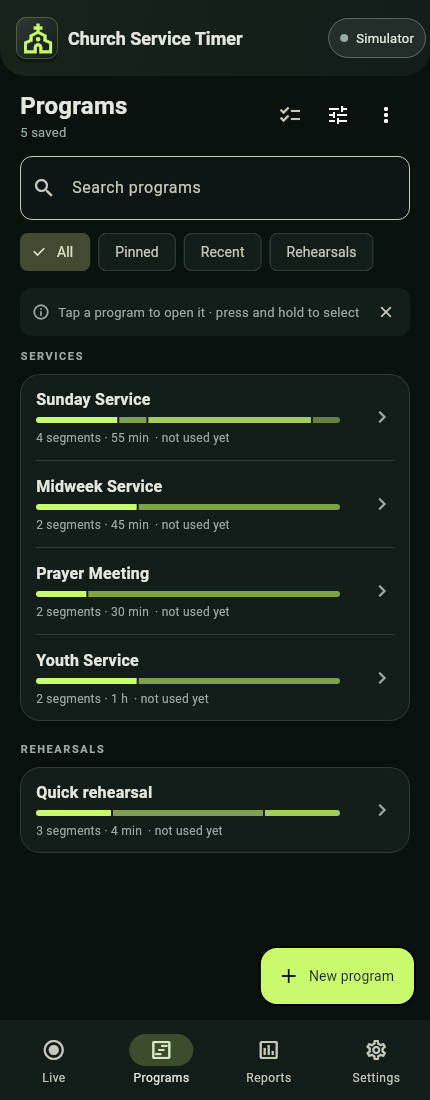 Church Service Timer
Simulator
Programs
5 saved
Search programs
All
Pinned
Recent
Rehearsals
Tap a program to open it · press and hold to select
SERVICES
Sunday Service
4 segments · 55 min · not used yet
Midweek Service
2 segments · 45 min · not used yet
Prayer Meeting
2 segments · 30 min · not used yet
Youth Service
2 segments · 1 h · not used yet
REHEARSALS
Quick rehearsal
3 segments · 4 min · not used yet
New program
Live
Programs
Reports
Settings